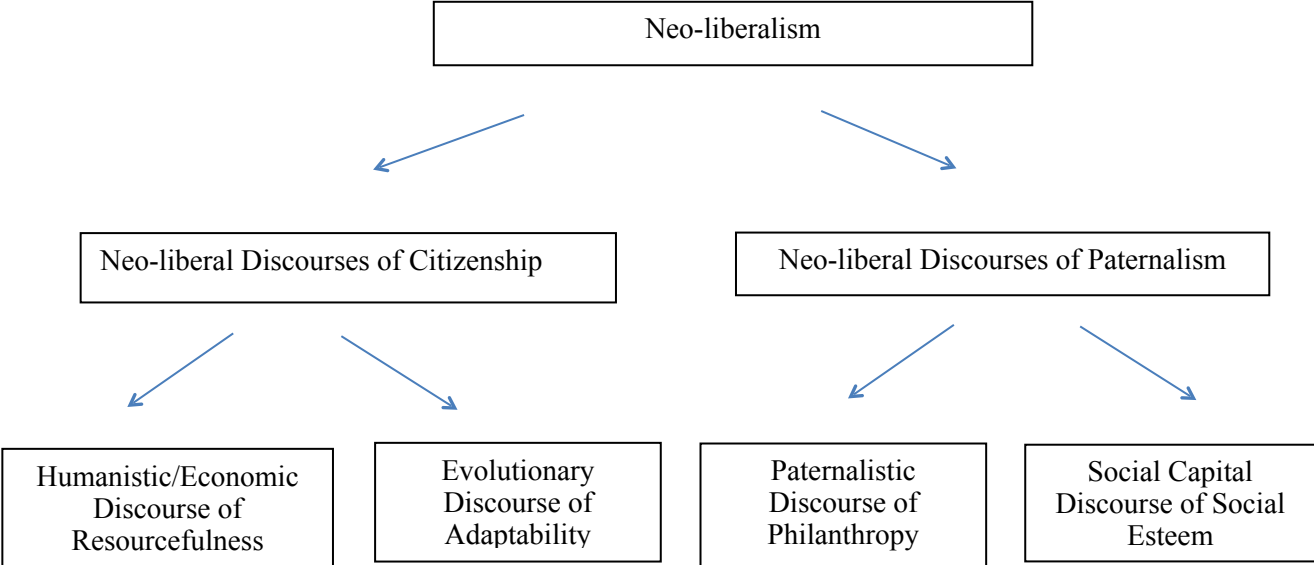 Neo-liberalism
Neo-liberal Discourses of Citizenship
Neo-liberal Discourses of Paternalism
Humanistic/Economic
Discourse of
Resourcefulness
Evolutionary
Discourse of
Adaptability
Paternalistic
Discourse of
Philanthropy
Social Capital
Discourse of Social
Esteem